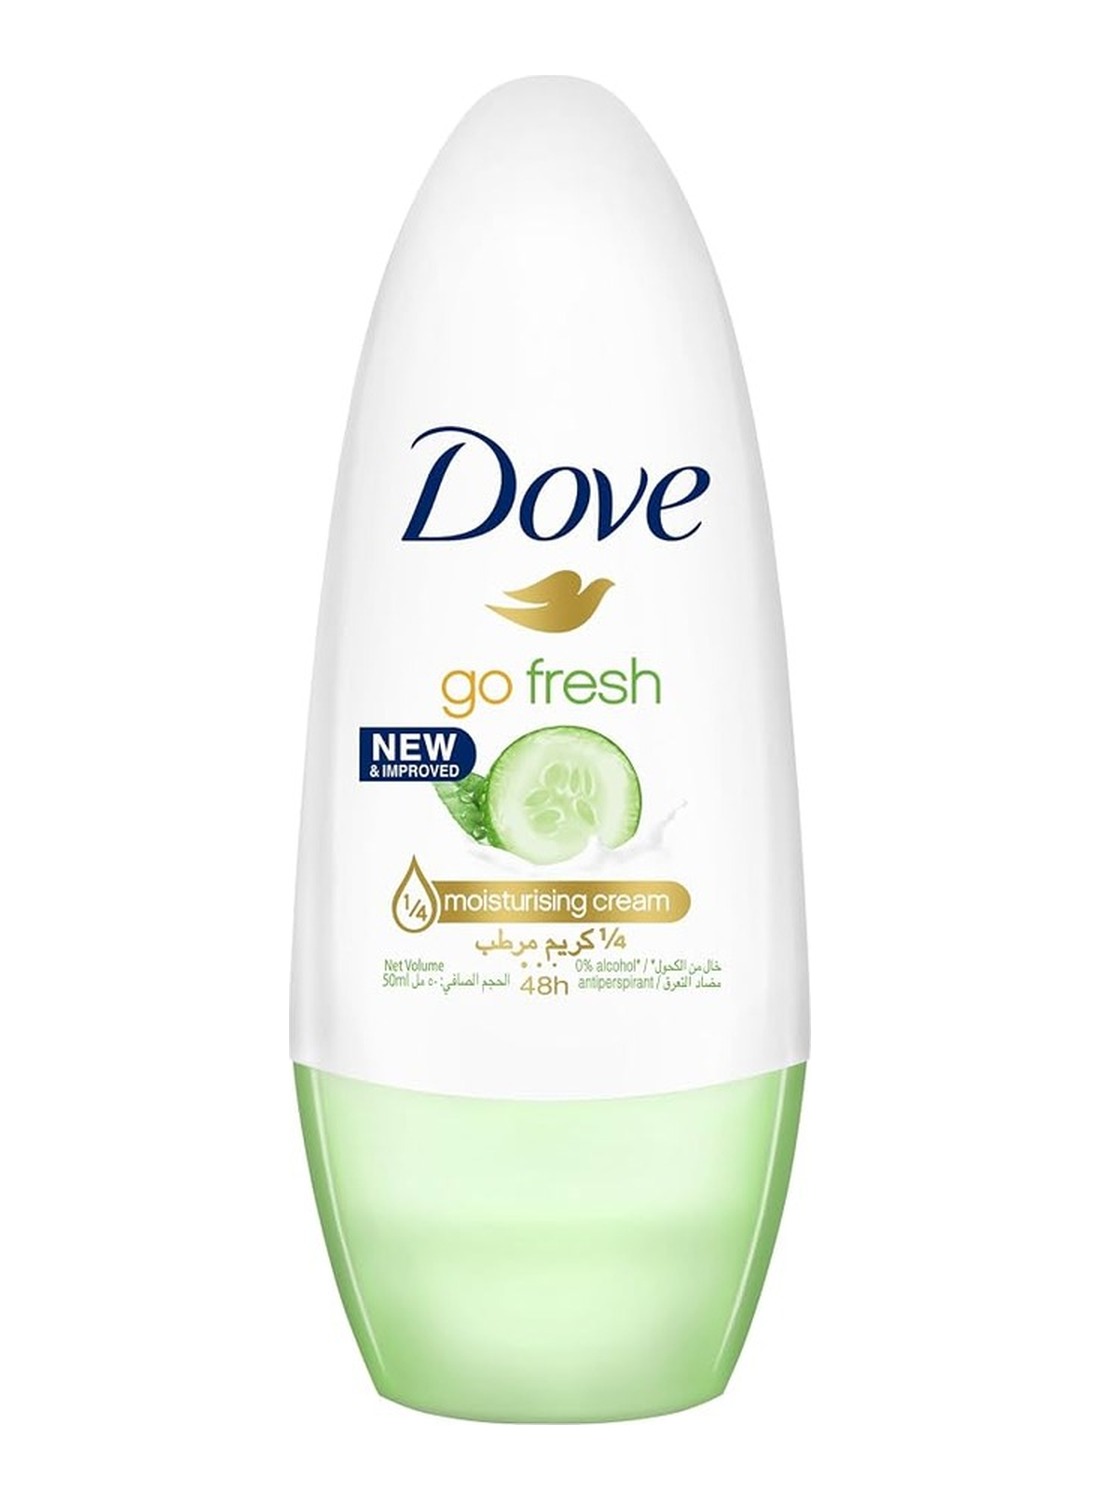 Dove
go fresh
NEW
& IMPROVED
1/4 moisturising cream
1/4 كريم مرطب
Net Volume
50ml الحجم الصافي: ٥٠ مل
48h
0% alcohol* / *خال من الكحول
antiperspirant / مضاد التعرق